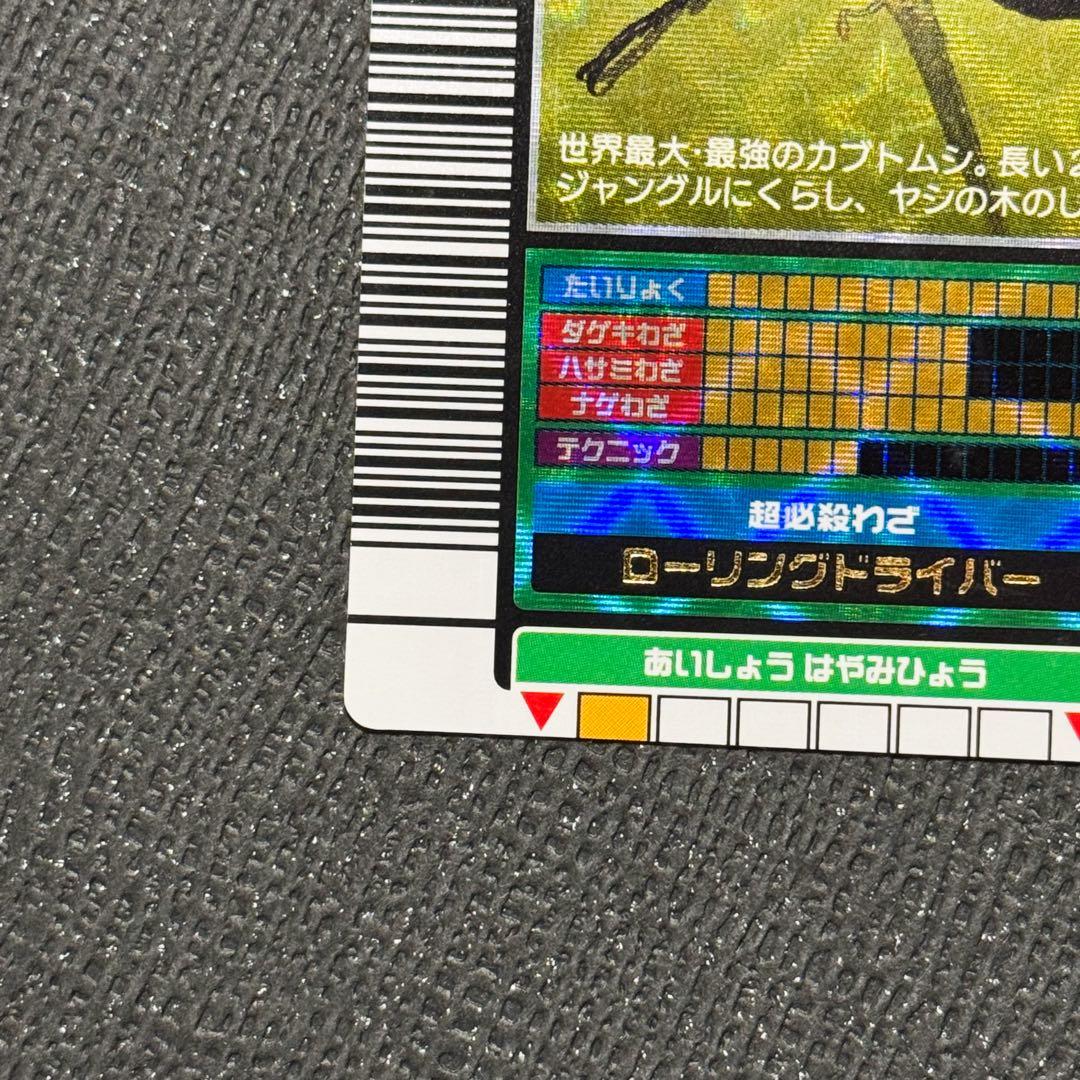 世界最大・最強のカブトムシ。長い2
ジャングルにくらし、ヤシの木のし
たいりょく
ダゲキわざ
ハサミわざ
ナゲわざ
テクニック
超必殺わざ
ローリングドライバー
あいしょう はやみひょう